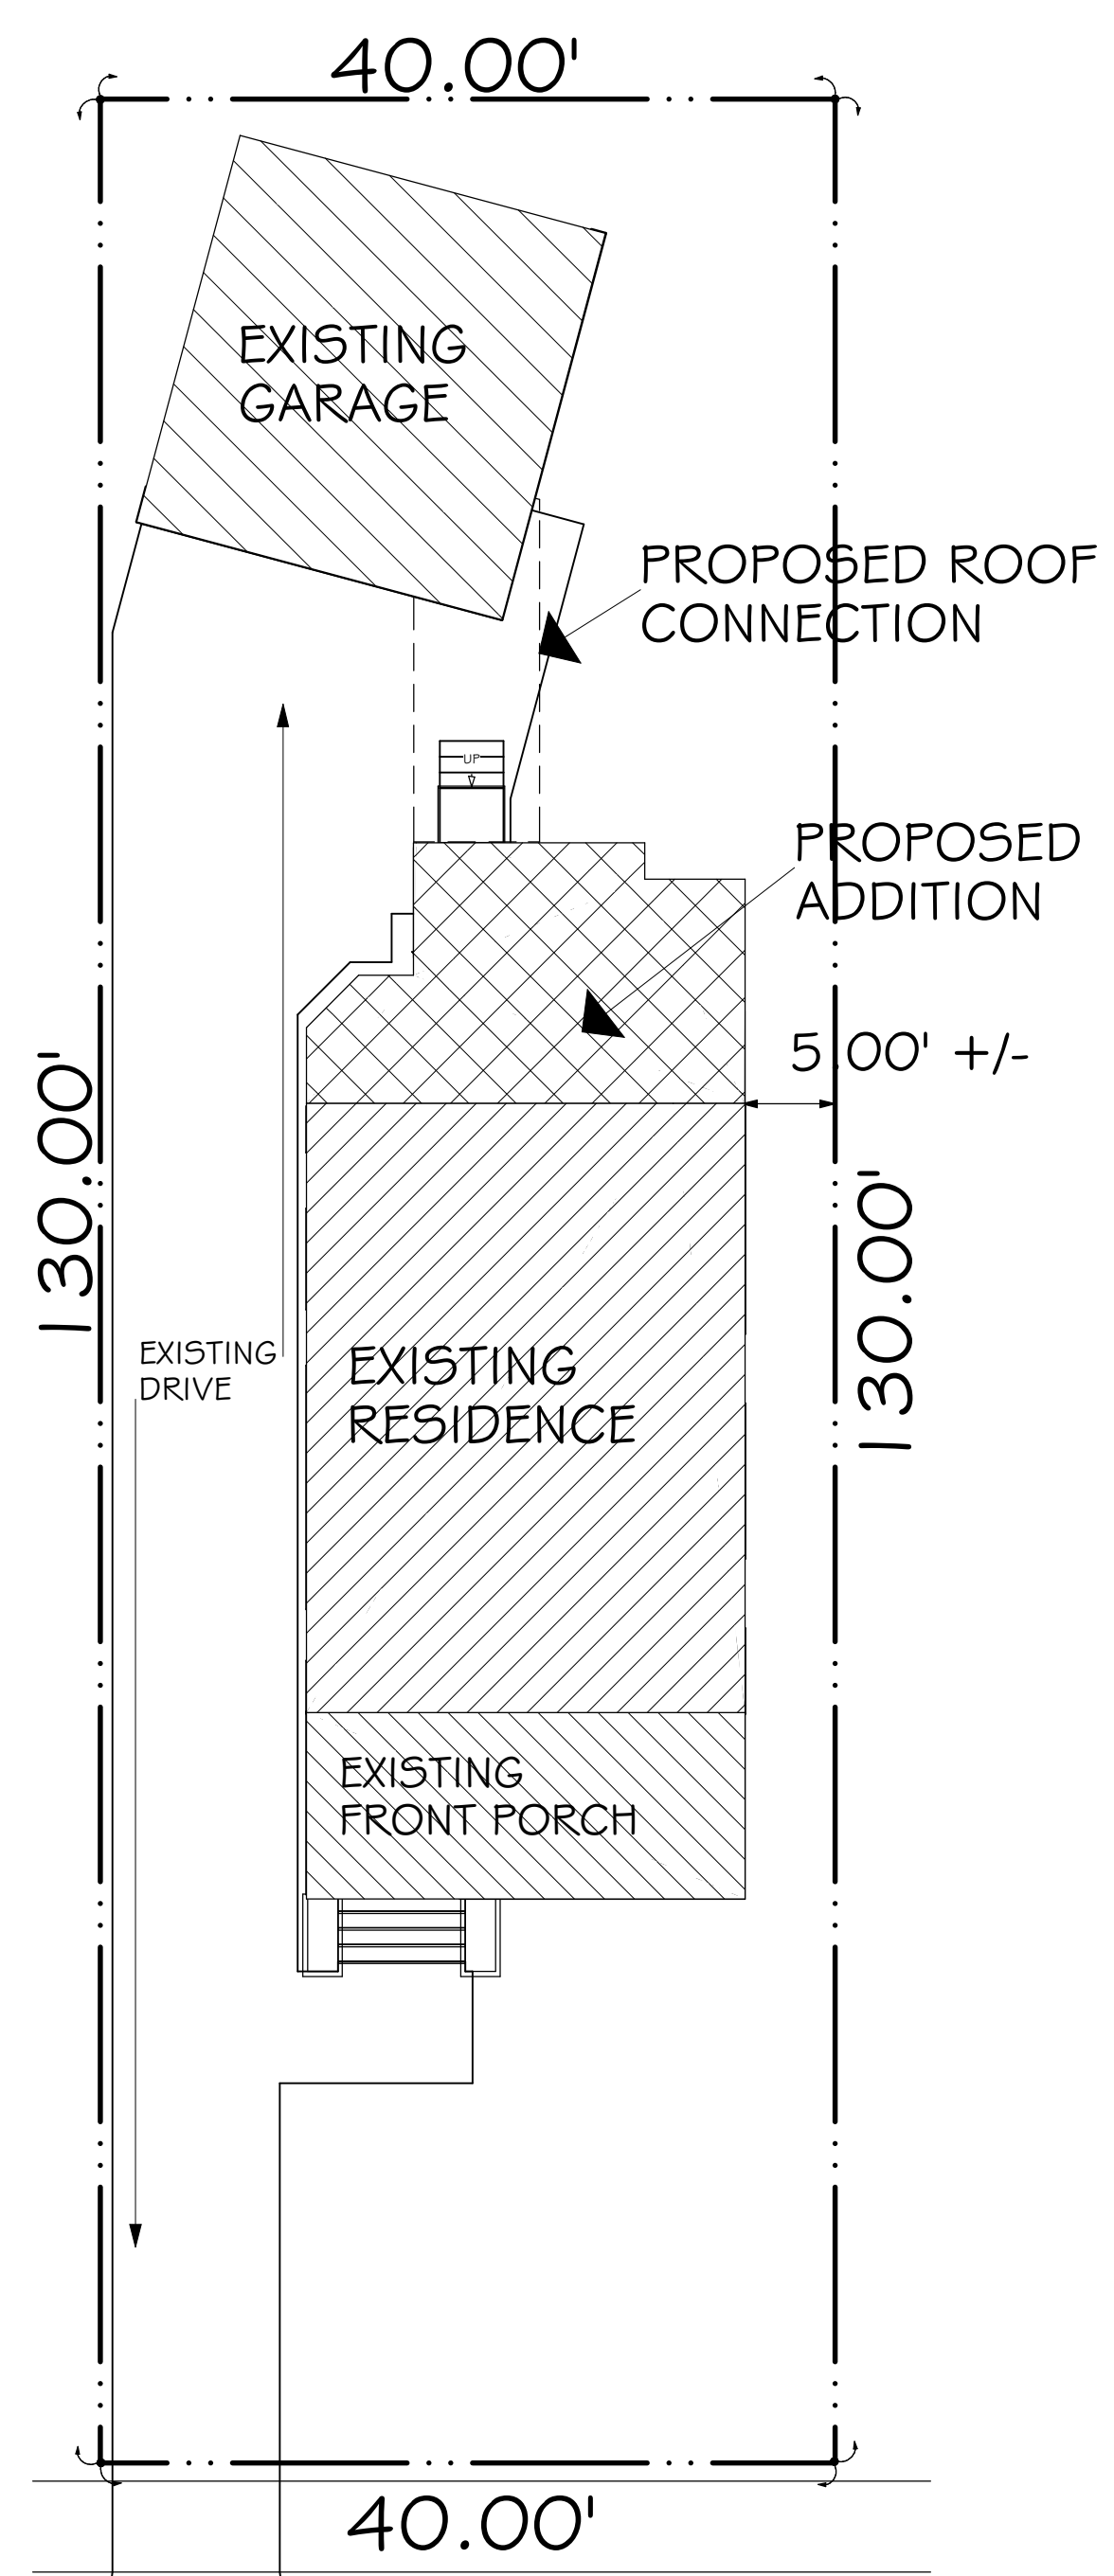 40.00'
EXISTING
GARAGE
PROPOSED ROOF
CONNECTION
UP
PROPOSED
ADDITION
5.00' +/-
130.00'
130.00'
EXISTING
DRIVE
EXISTING
RESIDENCE
EXISTING
FRONT PORCH
40.00'